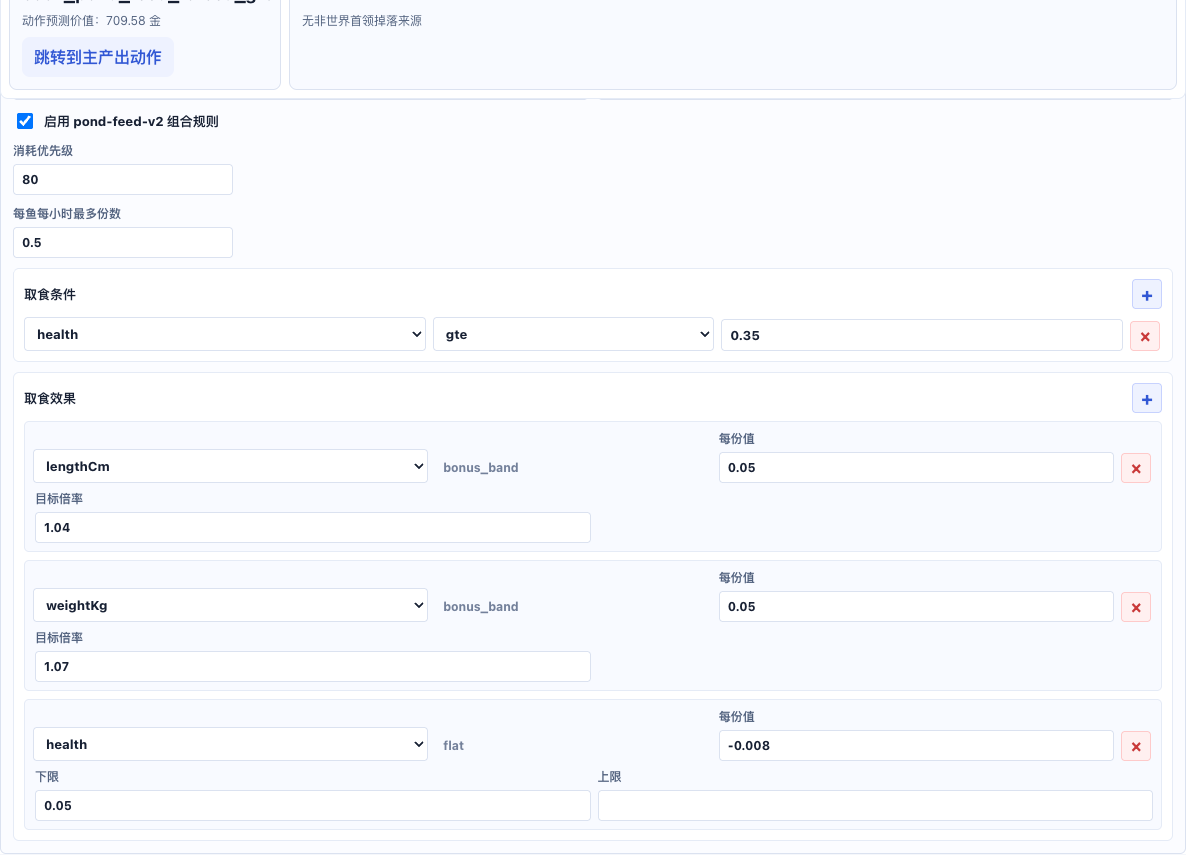 动作预测价值：709.58 金
无非世界首领掉落来源
跳转到主产出动作
启用 pond-feed-v2 组合规则
消耗优先级
80
每鱼每小时最多份数
0.5
取食条件
+
health
gte
0.35
×
取食效果
+
每份值
lengthCm
bonus_band
0.05
×
目标倍率
1.04
每份值
weightKg
bonus_band
0.05
×
目标倍率
1.07
每份值
health
flat
-0.008
×
下限
上限
0.05